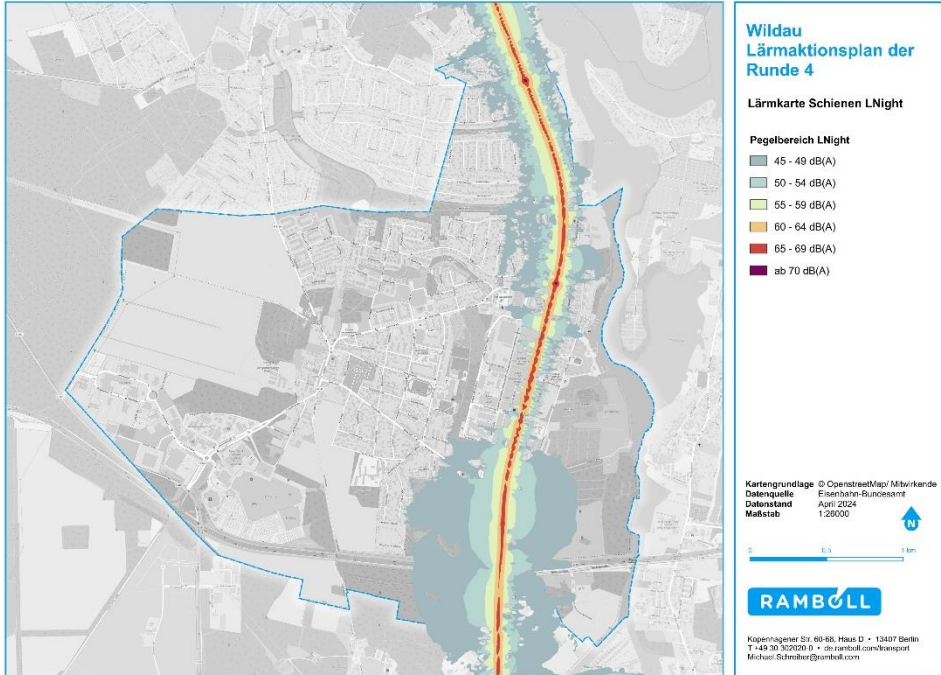 Wildau
Lärmaktionsplan der
Runde 4
Lärmkarte Schienen LNight
Pegelbereich LNight
45 - 49 dB(A)
50 - 54 dB(A)
55 - 59 dB(A)
60 - 64 dB(A)
65 - 69 dB(A)
ab 70 dB(A)
Kartengrundlage © OpenstreetMap/ Mitwirkende
Datenquelle Eisenbahn-Bundesamt
Datenstand April 2024
Maßstab 1:26000
N
0 0.5 1 km
RAMBOLL
Kopenhagener Str. 60-68, Haus D • 13407 Berlin
T +49 30 302020-0 • de.ramboll.com/transport
Michael.Schreiber@ramboll.com